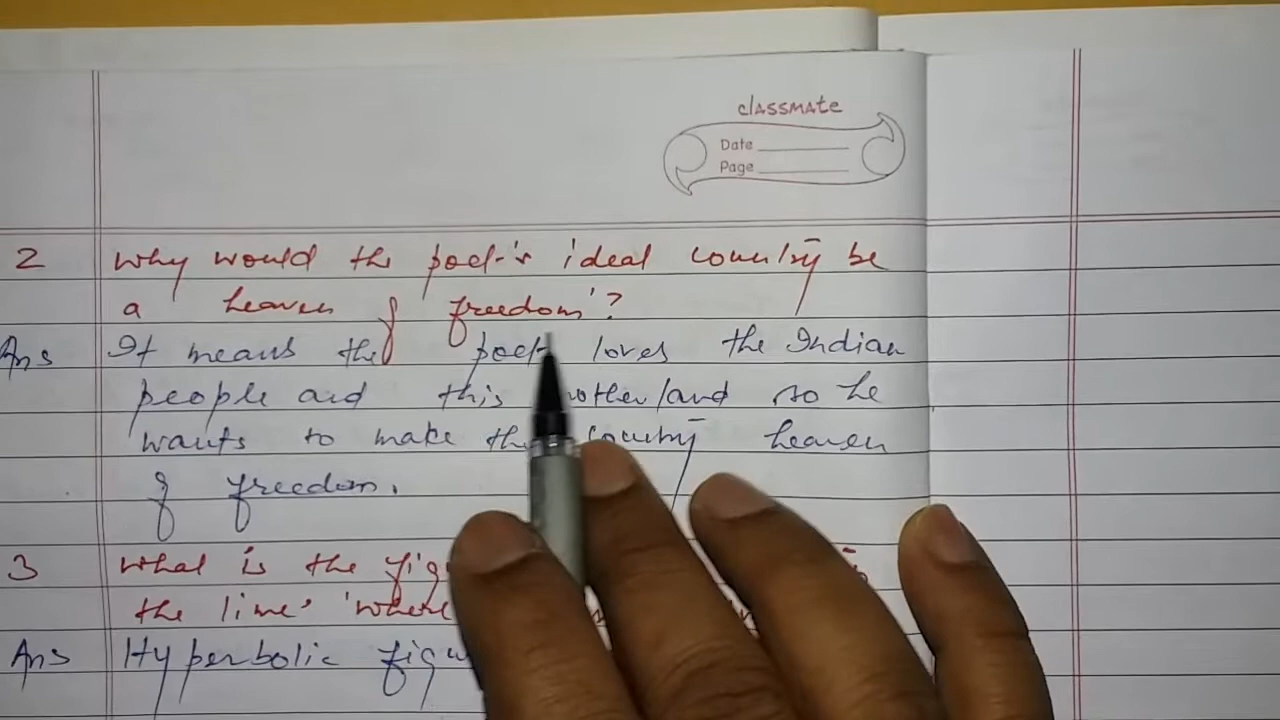 classmate
Date
Page
2 Why would the poet's ideal country be
a heaven of freedom'?
Ans It means the poet loves the Indian
people and this motherland so he
wants to make the country heaven
of freedom.
3 What is the
the line 'where
Ans Hyperbolic